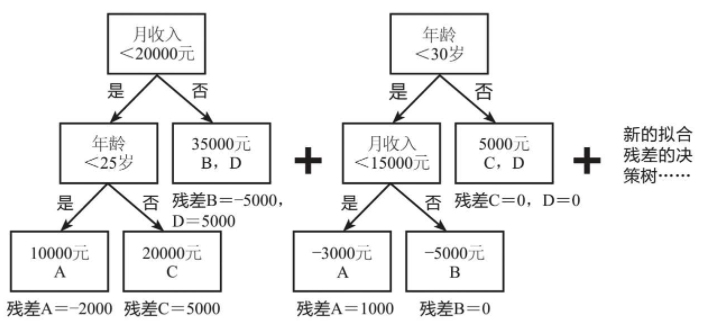 月收入
<20000元
是
否
年龄
<25岁
35000元
B，D
残差B=-5000，
D=5000
是
否
10000元
A
20000元
C
残差A=-2000
残差C=5000
+
年龄
<30岁
是
否
月收入
<15000元
5000元
C，D
残差C=0，D=0
是
否
-3000元
A
-5000元
B
残差A=1000
残差B=0
+
新的拟合
残差的决
策树……